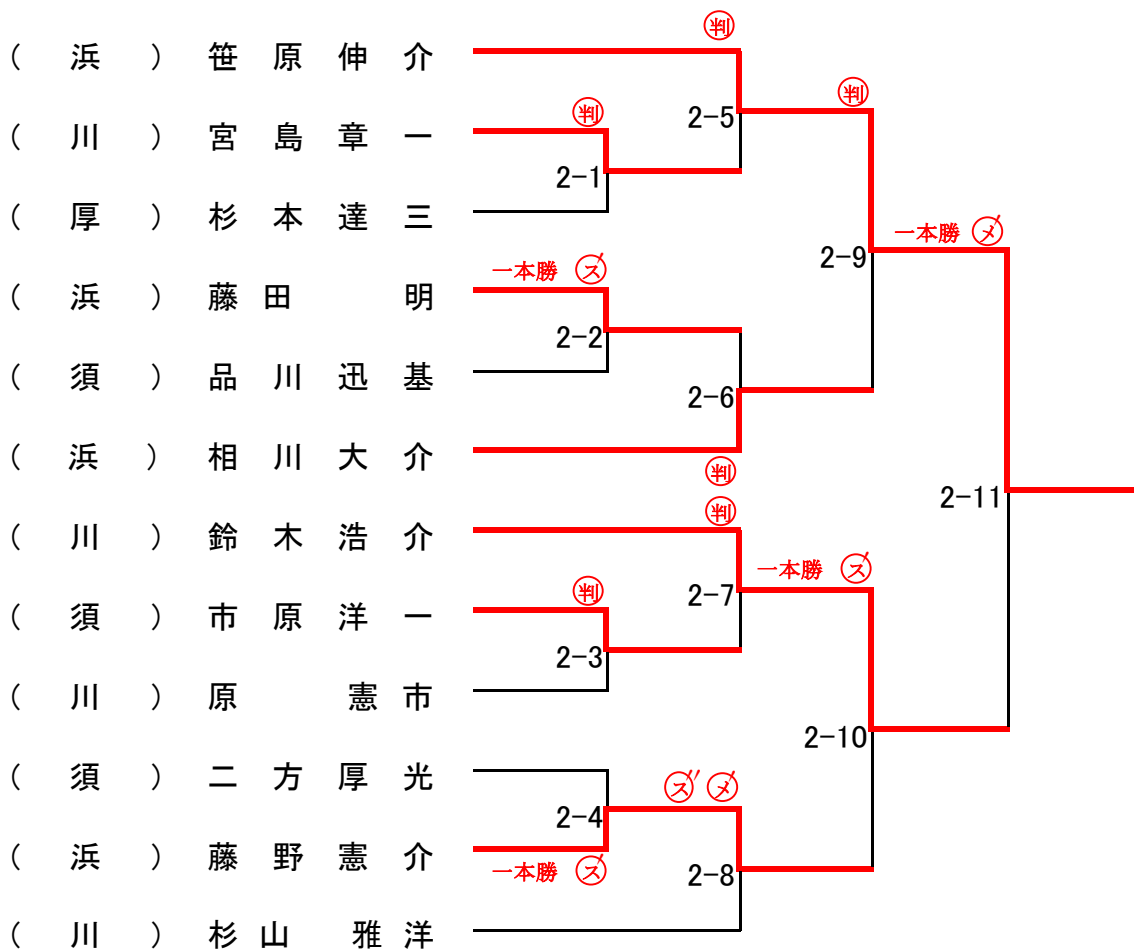 判
( 浜 ) 笹 原 伸 介
判
判 2-5
( 川 ) 宮 島 章 一
2-1
( 厚 ) 杉 本 達 三
一本勝 メ
2-9
一本勝 ス
( 浜 ) 藤 田 明
2-2
( 須 ) 品 川 迅 基
2-6
( 浜 ) 相 川 大 介
判
2-11
判
( 川 ) 鈴 木 浩 介
一本勝 ス
判 2-7
( 須 ) 市 原 洋 一
2-3
( 川 ) 原 憲 市
2-10
( 須 ) 二 方 厚 光
ス メ
2-4
( 浜 ) 藤 野 憲 介
一本勝 ス 2-8
( 川 ) 杉 山 雅 洋